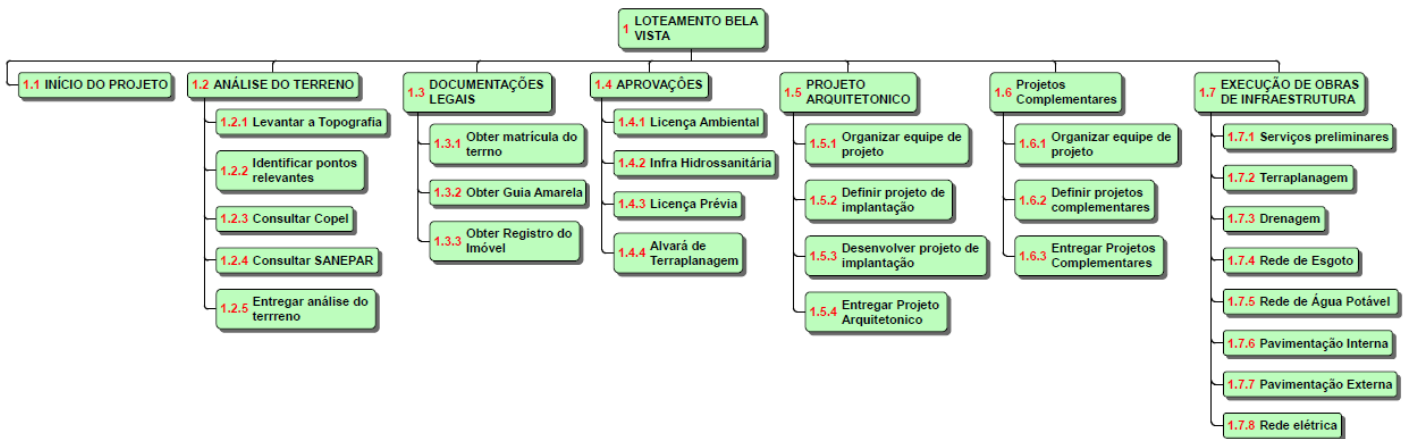 1 LOTEAMENTO BELA
VISTA
1.1 INÍCIO DO PROJETO
1.2 ANÁLISE DO TERRENO
1.2.1 Levantar a Topografia
1.2.2 Identificar pontos
relevantes
1.2.3 Consultar Copel
1.2.4 Consultar SANEPAR
1.2.5 Entregar análise do
terrreno
1.3 DOCUMENTAÇÕES
LEGAIS
1.3.1 Obter matrícula do
terrno
1.3.2 Obter Guia Amarela
1.3.3 Obter Registro do
Imóvel
1.4 APROVAÇÕES
1.4.1 Licença Ambiental
1.4.2 Infra Hidrossanitária
1.4.3 Licença Prévia
1.4.4 Alvará de
Terraplanagem
1.5 PROJETO
ARQUITETONICO
1.5.1 Organizar equipe de
projeto
1.5.2 Definir projeto de
implantação
1.5.3 Desenvolver projeto de
implantação
1.5.4 Entregar Projeto
Arquitetonico
1.6 Projetos
Complementares
1.6.1 Organizar equipe de
projeto
1.6.2 Definir projetos
complementares
1.6.3 Entregar Projetos
Complementares
1.7 EXECUÇÃO DE OBRAS
DE INFRAESTRUTURA
1.7.1 Serviços preliminares
1.7.2 Terraplanagem
1.7.3 Drenagem
1.7.4 Rede de Esgoto
1.7.5 Rede de Água Potável
1.7.6 Pavimentação Interna
1.7.7 Pavimentação Externa
1.7.8 Rede elétrica